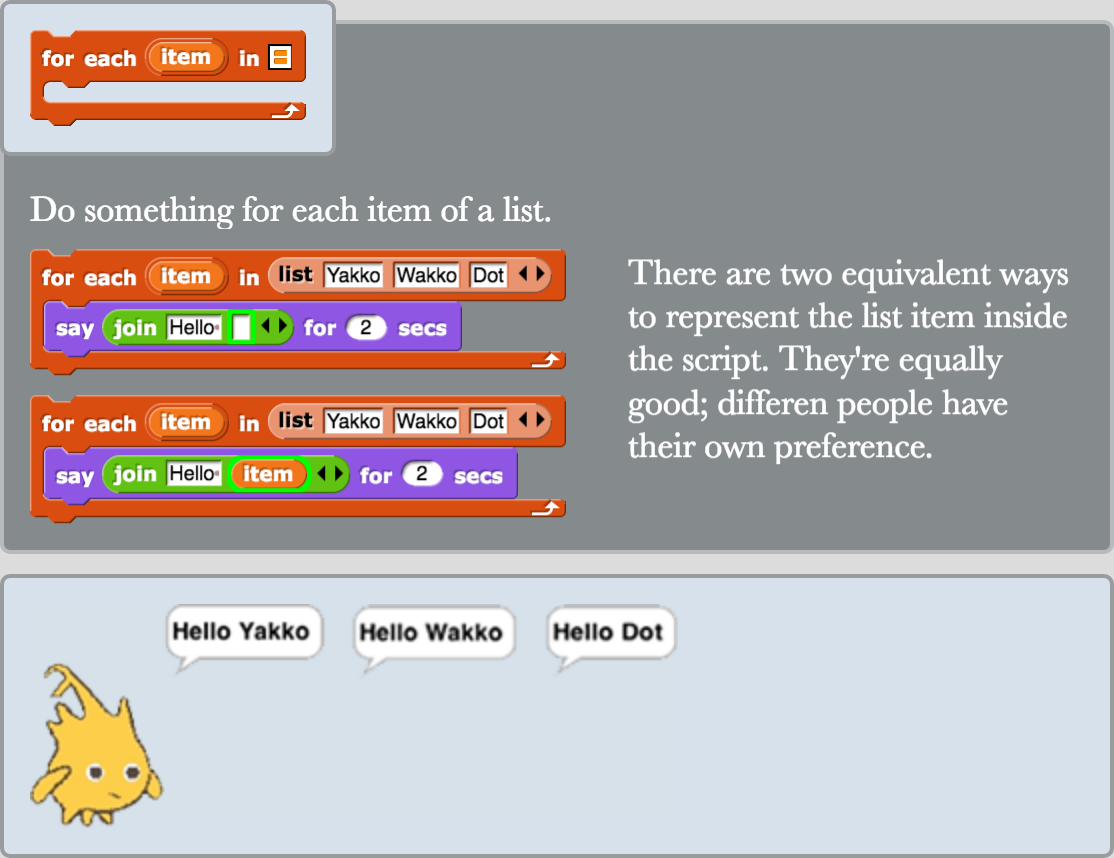 for each item in
Do something for each item of a list.
for each item in list Yakko Wakko Dot
say join Hello for 2 secs
for each item in list Yakko Wakko Dot
say join Hello item for 2 secs
There are two equivalent ways
to represent the list item inside
the script. They're equally
good; differen people have
their own preference.
Hello Yakko
Hello Wakko
Hello Dot